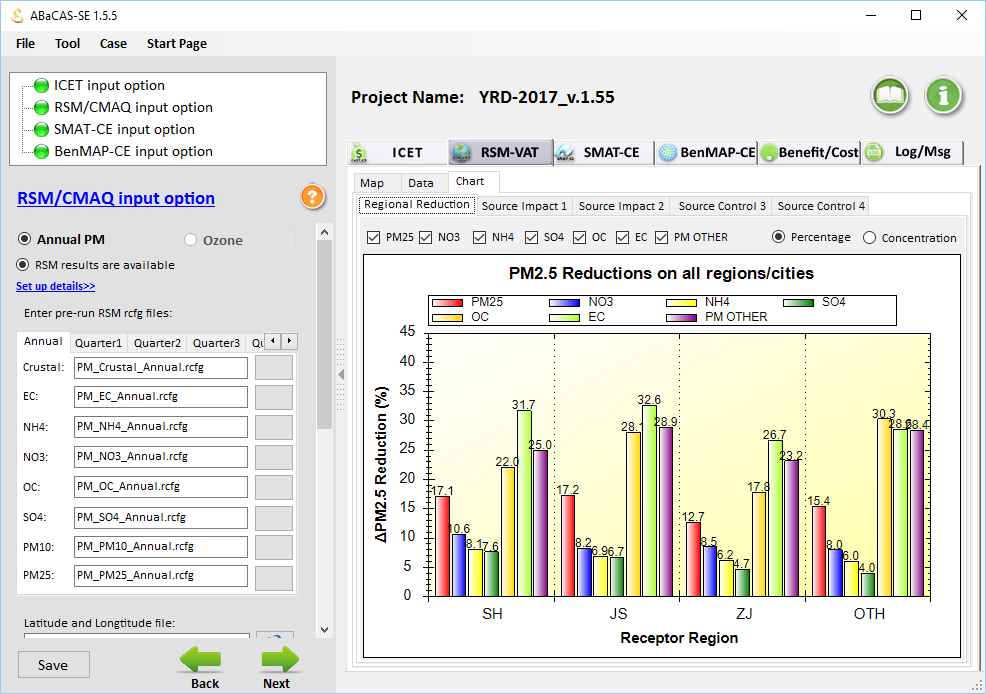 ABaCAS-SE 1.5.5
File Tool Case Start Page
ICET input option
RSM/CMAQ input option
SMAT-CE input option
BenMAP-CE input option
RSM/CMAQ input option
?
Annual PM Ozone
RSM results are available
Set up details>>
Enter pre-run RSM rcfg files:
Annual Quarter1 Quarter2 Quarter3 Qu
Crustal: PM_Crustal_Annual.rcfg
EC: PM_EC_Annual.rcfg
NH4: PM_NH4_Annual.rcfg
NO3: PM_NO3_Annual.rcfg
OC: PM_OC_Annual.rcfg
SO4: PM_SO4_Annual.rcfg
PM10: PM_PM10_Annual.rcfg
PM25: PM_PM25_Annual.rcfg
Latitude and Longtitude file:
Save
Back
Next
Project Name: YRD-2017_v.1.55
ICET RSM-VAT SMAT-CE BenMAP-CE Benefit/Cost Log/Msg
Map Data Chart
Regional Reduction Source Impact 1 Source Impact 2 Source Control 3 Source Control 4
PM25 NO3 NH4 SO4 OC EC PM OTHER Percentage Concentration
PM2.5 Reductions on all regions/cities
PM25 NO3 NH4 SO4
OC EC PM OTHER
ΔPM2.5 Reduction (%)
45
40
35
30
25
20
15
10
5
0
17.1 10.6 8.1 7.6 22.0 31.7 25.0
17.2 8.2 6.9 6.7 28.1 32.6 28.9
12.7 8.5 6.2 4.7 17.8 26.7 23.2
15.4 8.0 6.0 4.0 30.3 28.4
SH JS ZJ OTH
Receptor Region